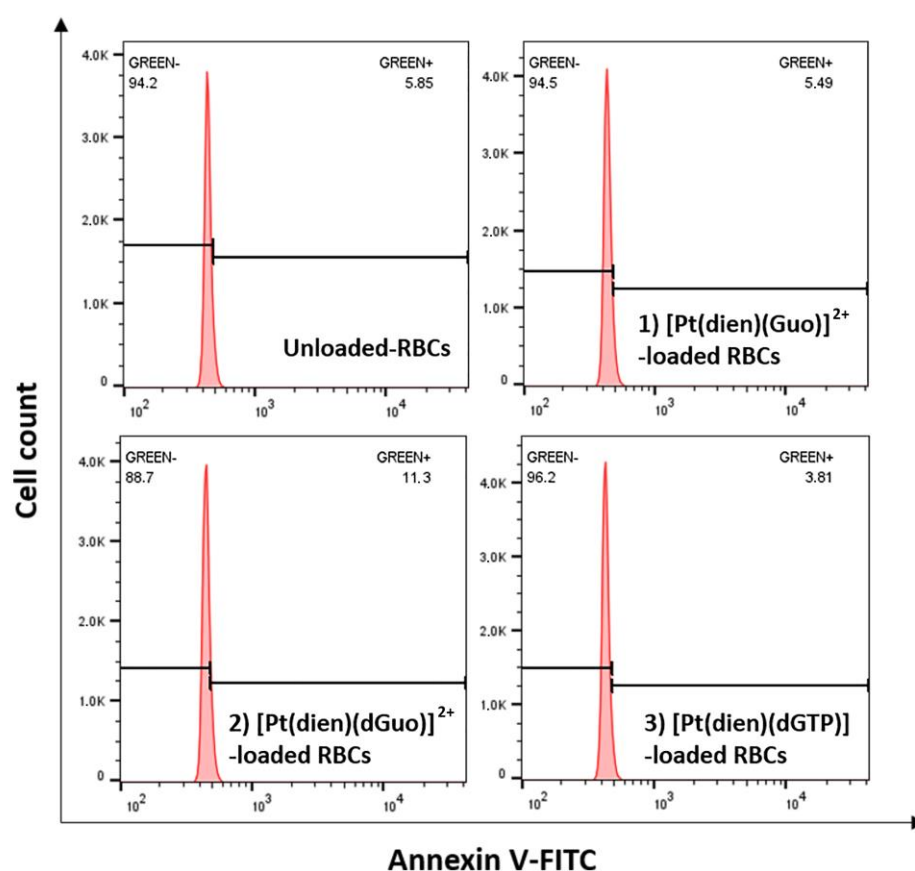 Cell count
4.0K
3.0K
2.0K
1.0K
0
GREEN-
94.2
GREEN+
5.85
Unloaded-RBCs
10²
10³
10⁴
4.0K
3.0K
2.0K
1.0K
0
GREEN-
94.5
GREEN+
5.49
1) [Pt(dien)(Guo)]²⁺
-loaded RBCs
10²
10³
10⁴
4.0K
3.0K
2.0K
1.0K
0
GREEN-
88.7
GREEN+
11.3
2) [Pt(dien)(dGuo)]²⁺
-loaded RBCs
10²
10³
10⁴
4.0K
3.0K
2.0K
1.0K
0
GREEN-
96.2
GREEN+
3.81
3) [Pt(dien)(dGTP)]
-loaded RBCs
10²
10³
10⁴
Annexin V-FITC